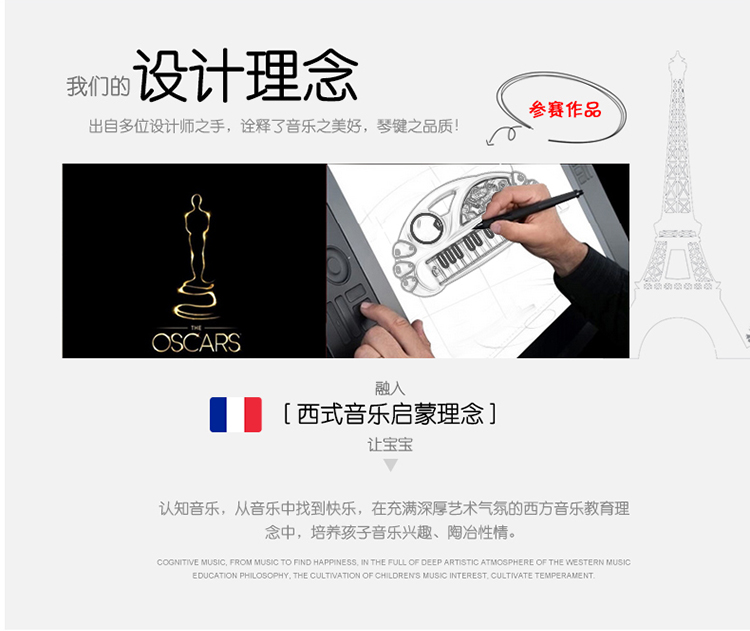 我们的设计理念
出自多位设计师之手，诠释了音乐之美好，琴键之品质！
参赛作品
THE
OSCARS
融入
[ 西式音乐启蒙理念 ]
让宝宝
认知音乐，从音乐中找到快乐，在充满深厚艺术气氛的西方音乐教育理
念中，培养孩子音乐兴趣、陶冶性情。
COGNITIVE MUSIC, FROM MUSIC TO FIND HAPPINESS, IN THE FULL OF DEEP ARTISTIC ATMOSPHERE OF THE WESTERN MUSIC
EDUCATION PHILOSOPHY, THE CULTIVATION OF CHILDREN'S MUSIC INTEREST, CULTIVATE TEMPERAMENT.